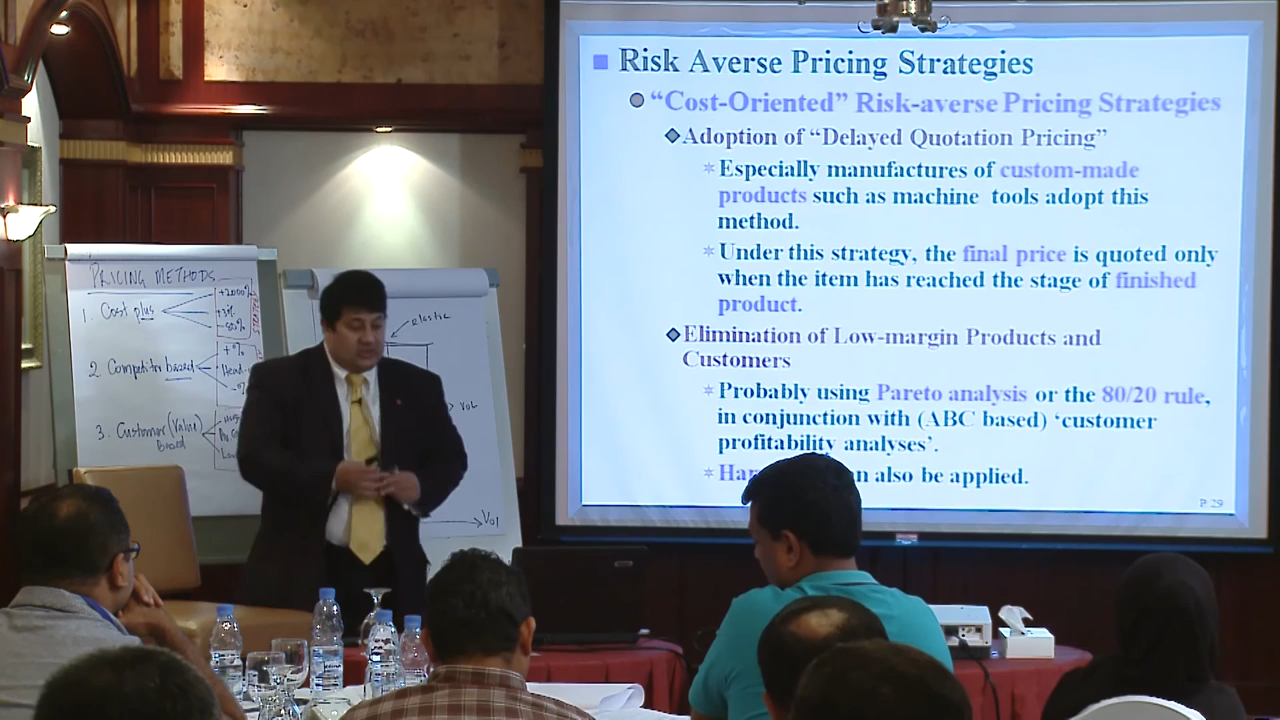 Risk Averse Pricing Strategies
“Cost-Oriented” Risk-averse Pricing Strategies
Adoption of “Delayed Quotation Pricing”
Especially manufactures of custom-made
products such as machine tools adopt this
method.
Under this strategy, the final price is quoted only
when the item has reached the stage of finished
product.
Elimination of Low-margin Products and
Customers
Probably using Pareto analysis or the 80/20 rule,
in conjunction with (ABC based) ‘customer
profitability analyses’.
also be applied.
P 29
PRICING METHODS
1. Cost plus
+2000%
+3%
-80%
2. Competitor based
+%
Head-
-%
3. Customer (Value)
Based
elastic
VOL
Vol